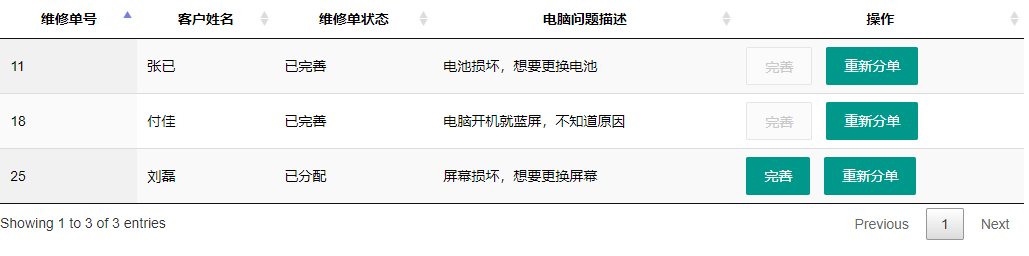 维修单号 客户姓名 维修单状态 电脑问题描述 操作
11 张已 已完善 电池损坏，想要更换电池 完善 重新分单
18 付佳 已完善 电脑开机就蓝屏，不知道原因 完善 重新分单
25 刘磊 已分配 屏幕损坏，想要更换屏幕 完善 重新分单
Showing 1 to 3 of 3 entries Previous 1 Next